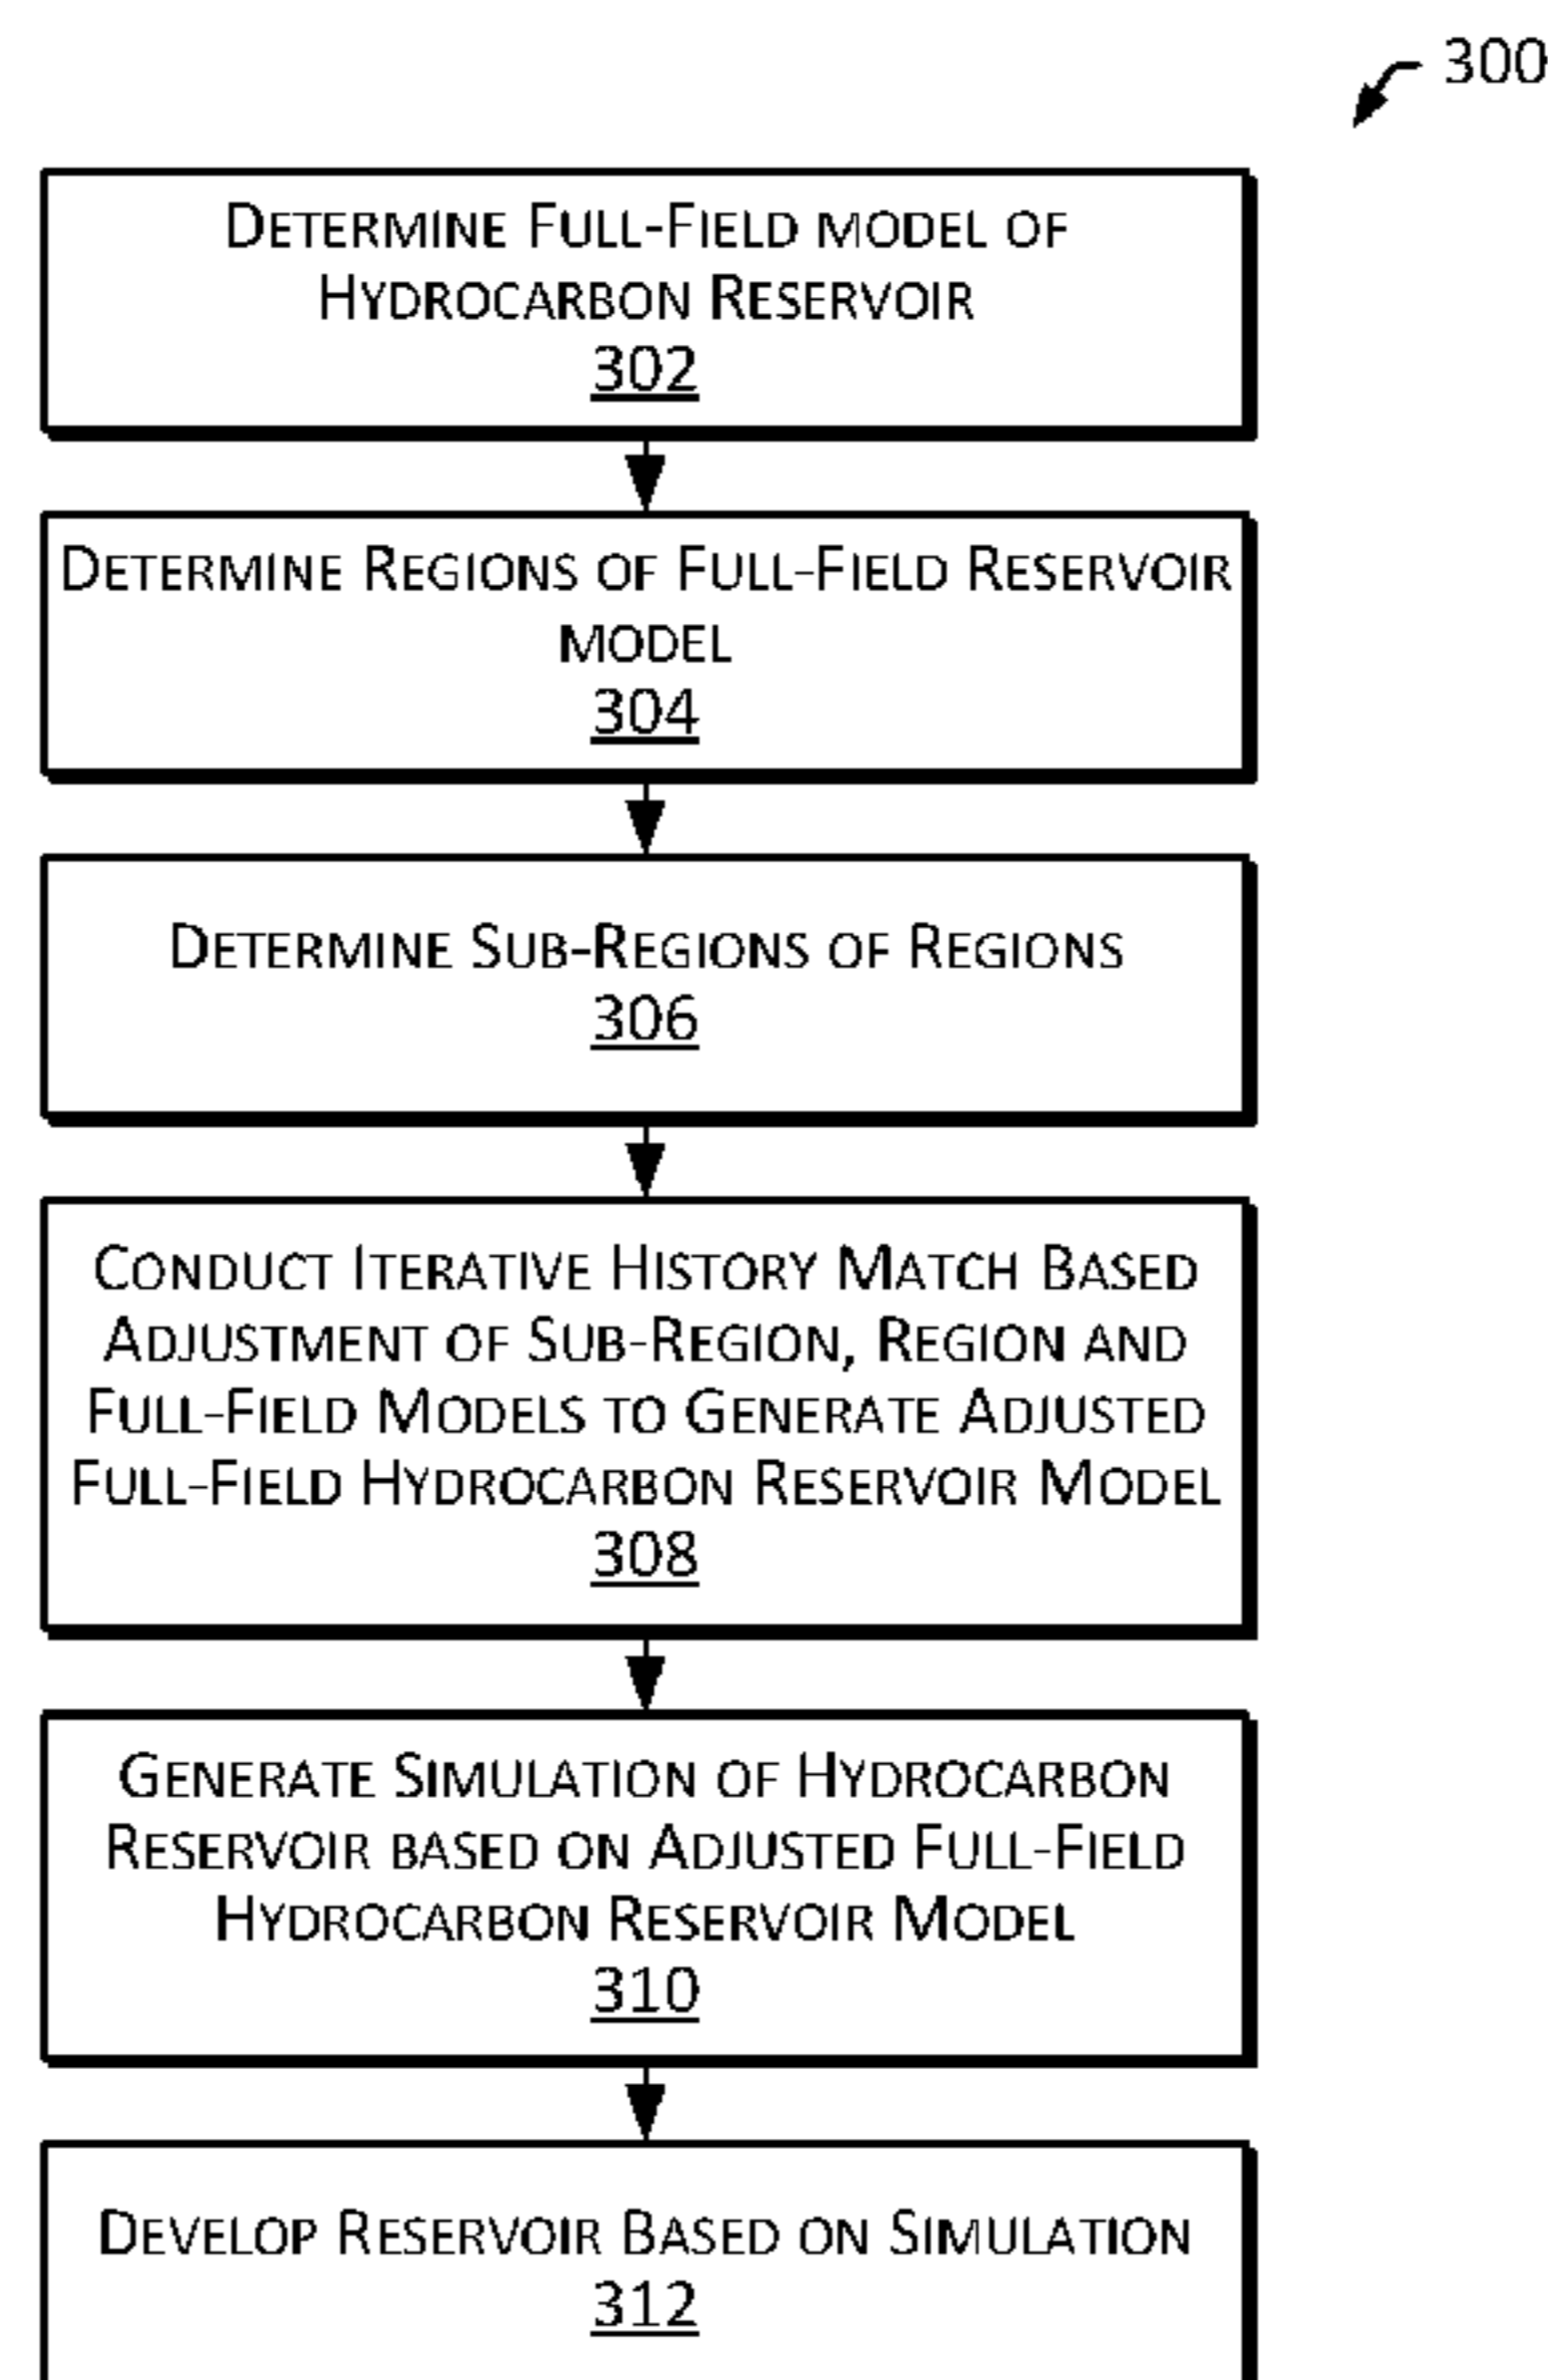 300
Determine Full-Field model of
Hydrocarbon Reservoir
302
Determine Regions of Full-Field Reservoir
model
304
Determine Sub-Regions of Regions
306
Conduct Iterative History Match Based
Adjustment of Sub-Region, Region and
Full-Field Models to Generate Adjusted
Full-Field Hydrocarbon Reservoir Model
308
Generate Simulation of Hydrocarbon
Reservoir based on Adjusted Full-Field
Hydrocarbon Reservoir Model
310
Develop Reservoir Based on Simulation
312